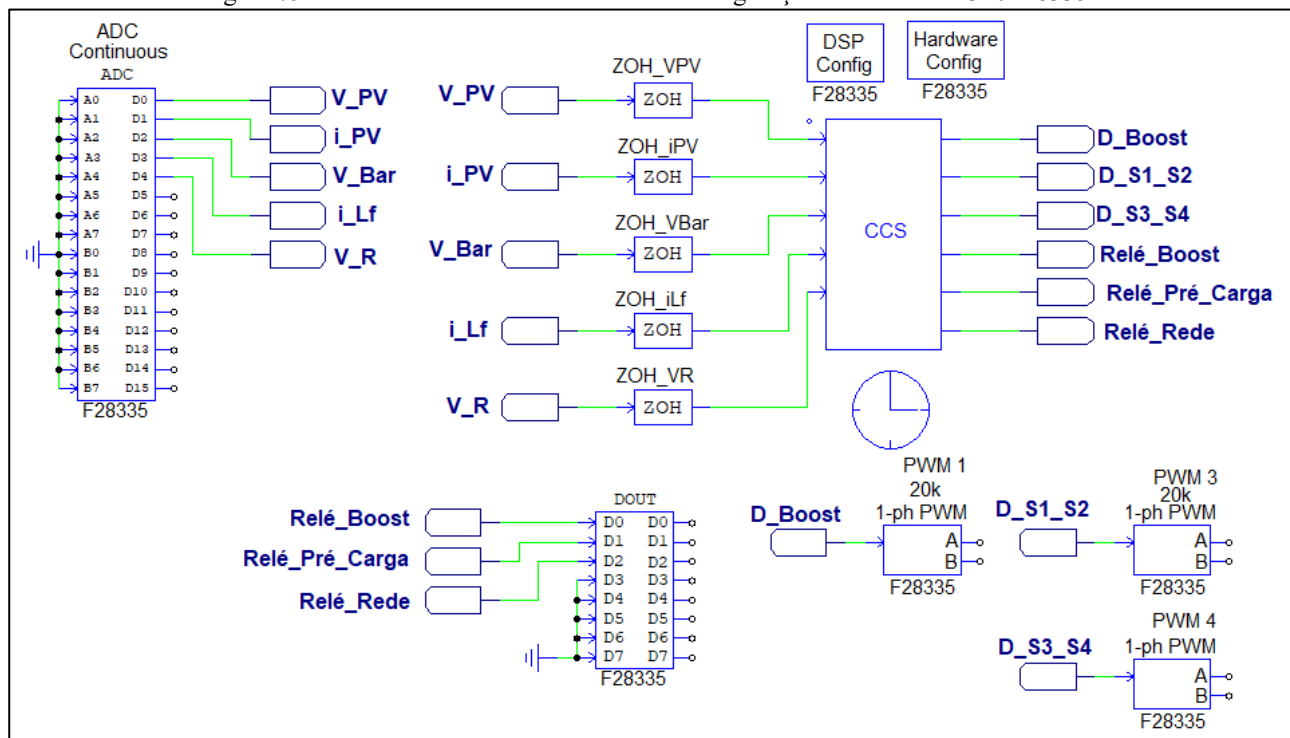 ADC
Continuous
ADC
A0 D0
A1 D1
A2 D2
A3 D3
A4 D4
A5 D5
A6 D6
A7 D7
B0 D8
B1 D9
B2 D10
B3 D11
B4 D12
B5 D13
B6 D14
B7 D15
F28335
V_PV
i_PV
V_Bar
i_Lf
V_R
V_PV
ZOH_VPV
ZOH
i_PV
ZOH_iPV
ZOH
V_Bar
ZOH_VBar
ZOH
i_Lf
ZOH_iLf
ZOH
V_R
ZOH_VR
ZOH
DSP
Config
F28335
Hardware
Config
F28335
CCS
D_Boost
D_S1_S2
D_S3_S4
Relé_Boost
Relé_Pré_Carga
Relé_Rede
Relé_Boost
Relé_Pré_Carga
Relé_Rede
DOUT
D0 D0
D1 D1
D2 D2
D3 D3
D4 D4
D5 D5
D6 D6
D7 D7
F28335
D_Boost
PWM 1
20k
1-ph PWM
A
B
F28335
D_S1_S2
PWM 3
20k
1-ph PWM
A
B
F28335
D_S3_S4
PWM 4
1-ph PWM
A
B
F28335